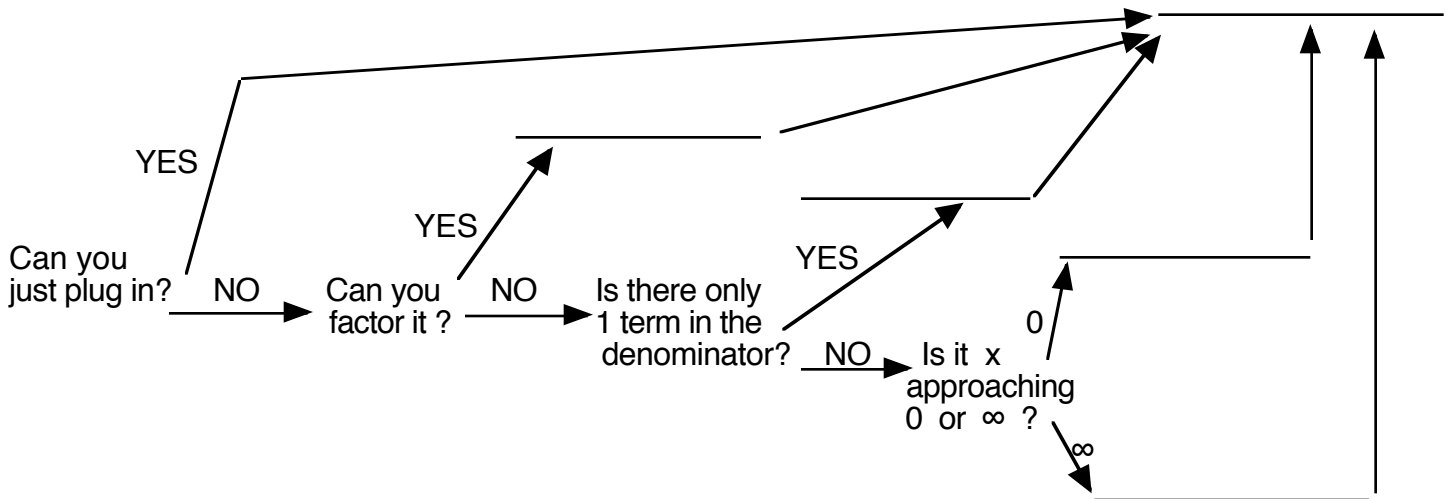 YES
YES
YES
Can you
just plug in?
NO
Can you
factor it ?
NO
Is there only
1 term in the
denominator?
NO
Is it x
approaching
0 or ∞ ?
0
∞